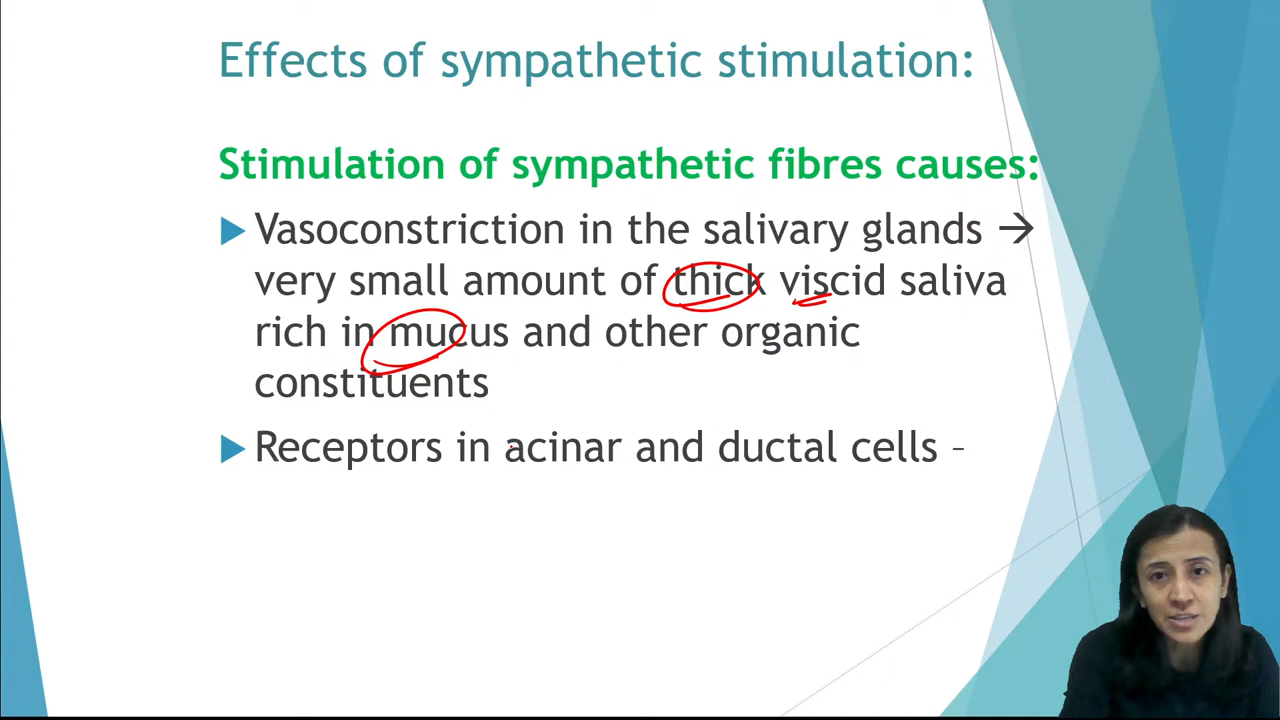 Effects of sympathetic stimulation:
Stimulation of sympathetic fibres causes:
Vasoconstriction in the salivary glands →
very small amount of thick viscid saliva
rich in mucus and other organic
constituents
Receptors in acinar and ductal cells –